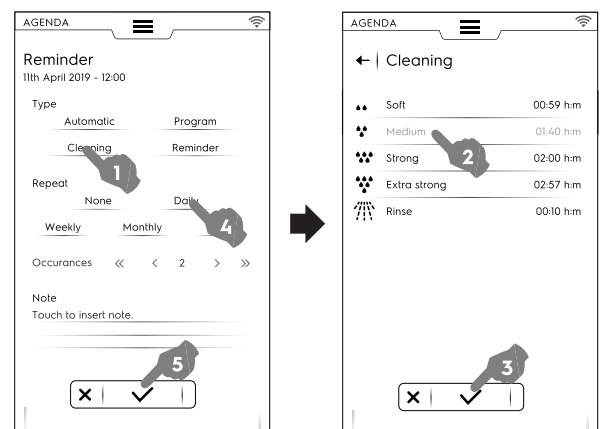 AGENDA
Reminder
11th April 2019 - 12:00
Type
Automatic Program
Cleaning Reminder
1
Repeat
None Daily
4
Weekly Monthly
Occurances << < 2 > >>
Note
Touch to insert note.
5
AGENDA
Cleaning
Soft 00:59 h:m
Medium 01:40 h:m
2
Strong 02:00 h:m
Extra strong 02:57 h:m
Rinse 00:10 h:m
3